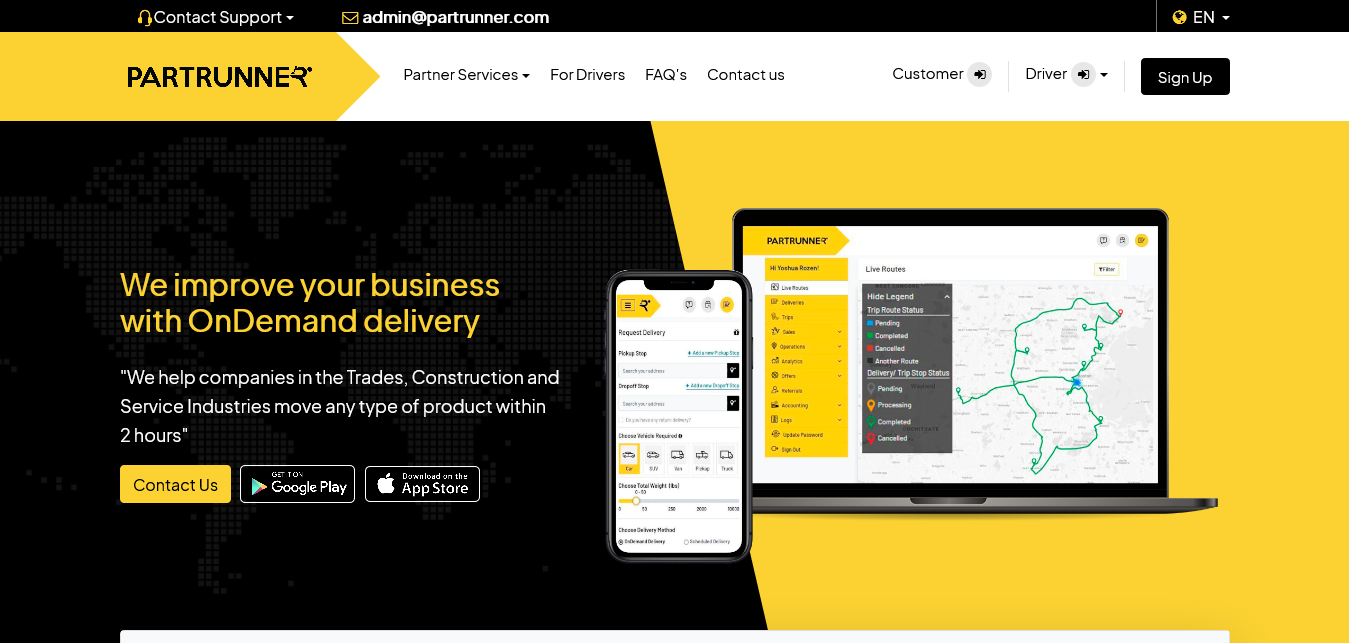 Contact Support
admin@partrunner.com
EN
PARTRUNNER
Partner Services
For Drivers
FAQ's
Contact us
Customer
Driver
Sign Up
We improve your business
with OnDemand delivery
"We help companies in the Trades, Construction and
Service Industries move any type of product within
2 hours"
Contact Us
GET IT ON
Google Play
Download on the
App Store
Request Delivery
Pickup Stop
+ Add a new Pickup Stop
Search your address
Dropoff Stop
+ Add a new Dropoff Stop
Search your address
Do you have any return delivery?
Choose Vehicle Required
Car
SUV
Van
Pickup
Truck
Choose Total Weight (lbs)
0 - 50
0
50
250
2000
10000
Choose Delivery Method
OnDemand Delivery
Scheduled Delivery
PARTRUNNER
Hi Yoshua Rozen!
Live Routes
Deliveries
Trips
Sales
Operations
Analytics
Offers
Referrals
Accounting
Logs
Update Password
Sign Out
Live Routes
Filter
Hide Legend
Trip Route Status
Pending
Completed
Cancelled
Another Route
Delivery/ Trip Stop Status
Pending
Processing
Completed
Cancelled